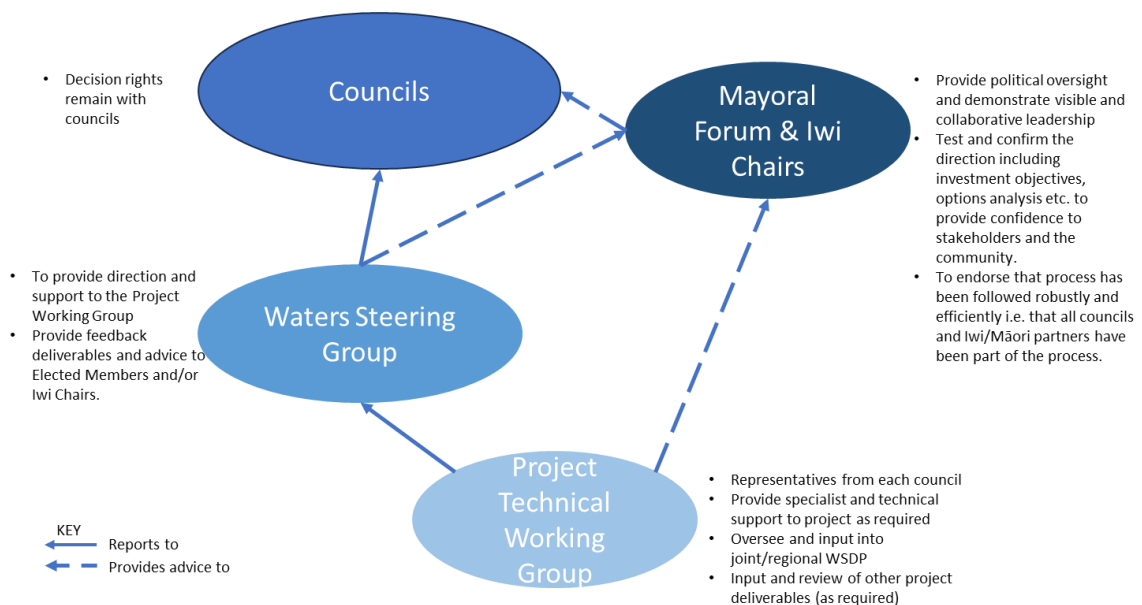 • Decision rights
remain with
councils
Councils
Mayoral
Forum & Iwi
Chairs
• Provide political oversight
and demonstrate visible and
collaborative leadership
• Test and confirm the
direction including
investment objectives,
options analysis etc. to
provide confidence to
stakeholders and the
community.
• To endorse that process has
been followed robustly and
efficiently i.e. that all councils
and Iwi/Māori partners have
been part of the process.
• To provide direction and
support to the Project
Working Group
• Provide feedback
deliverables and advice to
Elected Members and/or
Iwi Chairs.
Waters Steering
Group
Project
Technical
Working
Group
• Representatives from each council
• Provide specialist and technical
support to project as required
• Oversee and input into
joint/regional WSDP
• Input and review of other project
deliverables (as required)
KEY
Reports to
Provides advice to